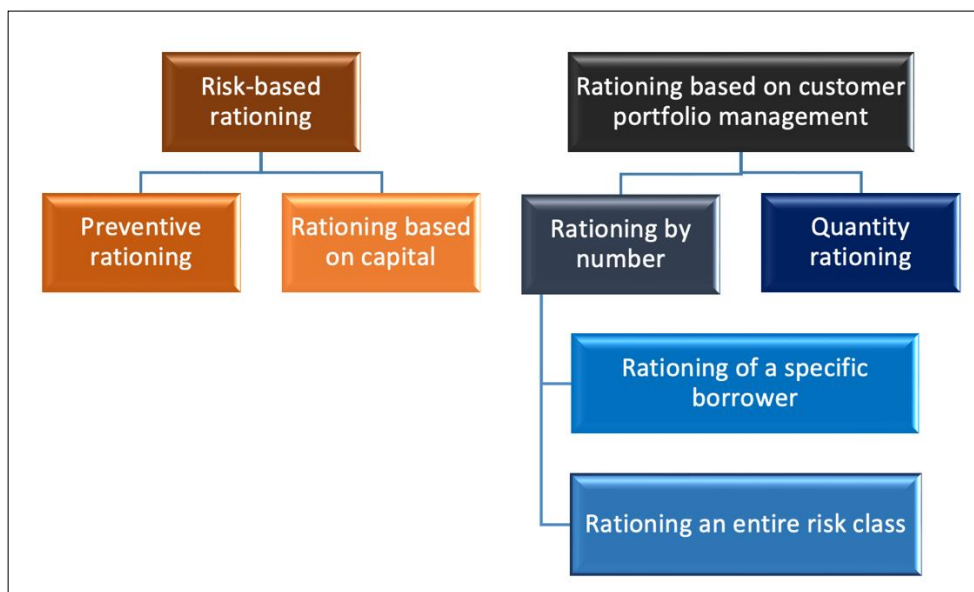 Risk-based
rationing
Rationing based on customer
portfolio management
Preventive
rationing
Rationing based
on capital
Rationing by
number
Quantity
rationing
Rationing of a specific
borrower
Rationing an entire risk class